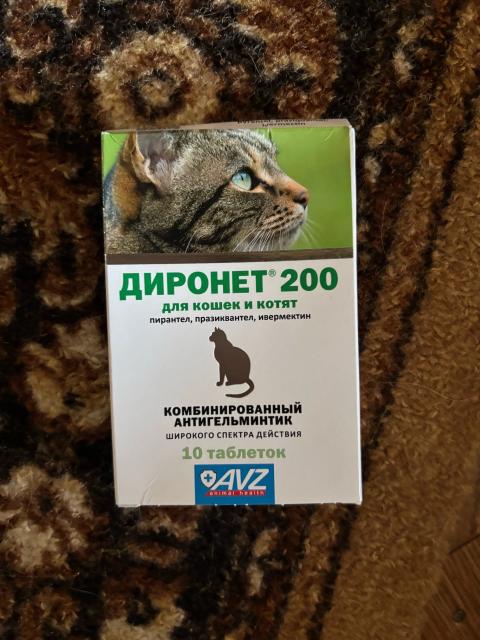 ДИРОНЕТ® 200
для кошек и котят
пирантел, празиквантел, ивермектин
КОМБИНИРОВАННЫЙ
АНТИГЕЛЬМИНТИК
ШИРОКОГО СПЕКТРА ДЕЙСТВИЯ
10 таблеток
AVZ
animal health